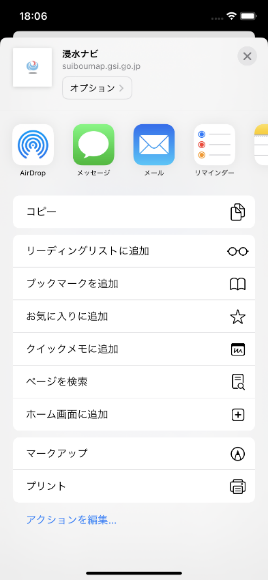 18:06
浸水ナビ
suiboumap.gsi.go.jp
オプション
AirDrop
メッセージ
メール
リマインダー
コピー
リーディングリストに追加
ブックマークを追加
お気に入りに追加
クイックメモに追加
ページを検索
ホーム画面に追加
マークアップ
プリント
アクションを編集...